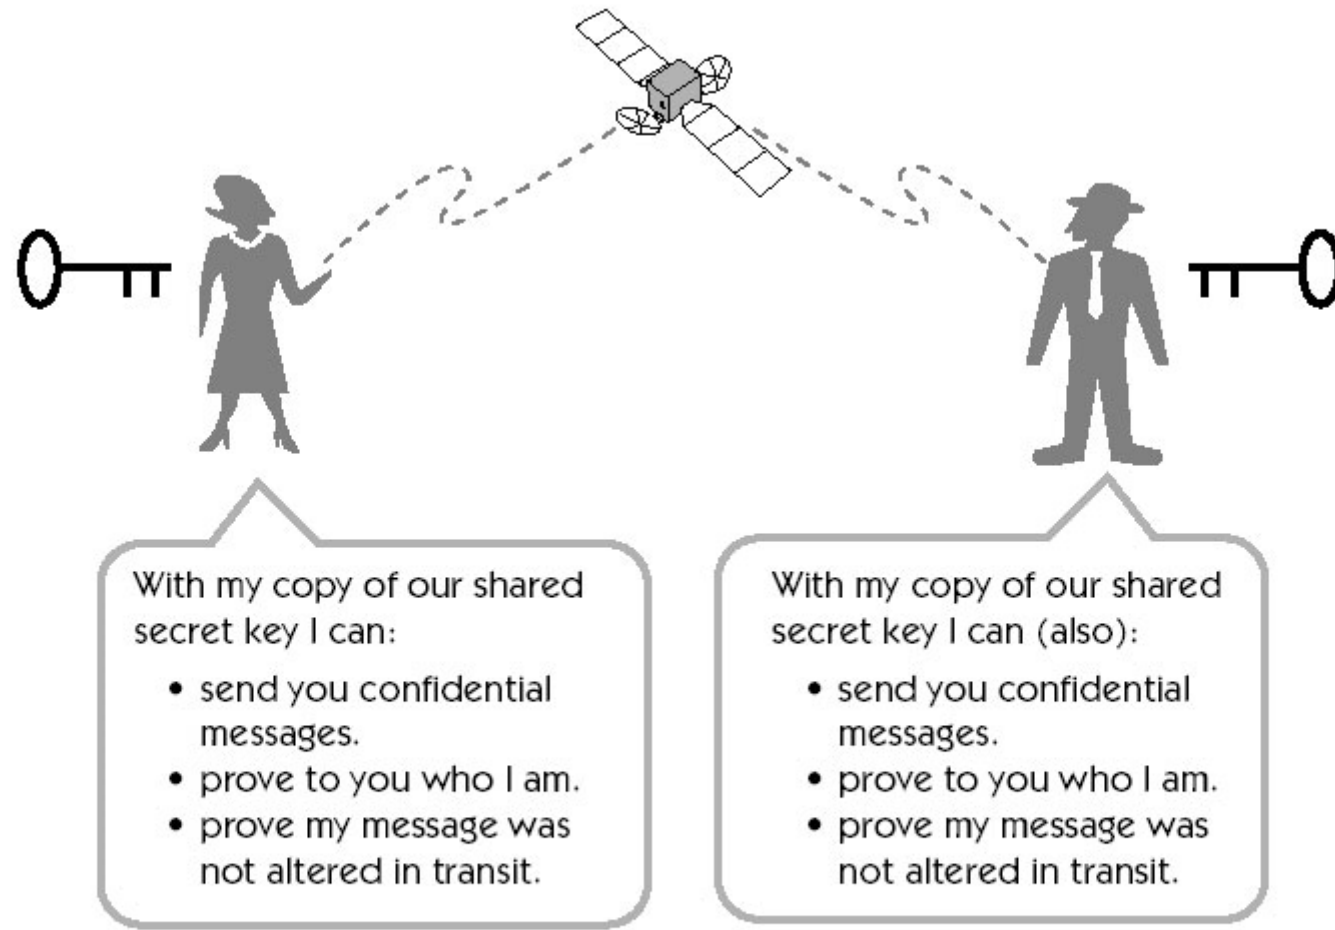 With my copy of our shared
secret key I can:
• send you confidential
messages.
• prove to you who I am.
• prove my message was
not altered in transit.
With my copy of our shared
secret key I can (also):
• send you confidential
messages.
• prove to you who I am.
• prove my message was
not altered in transit.